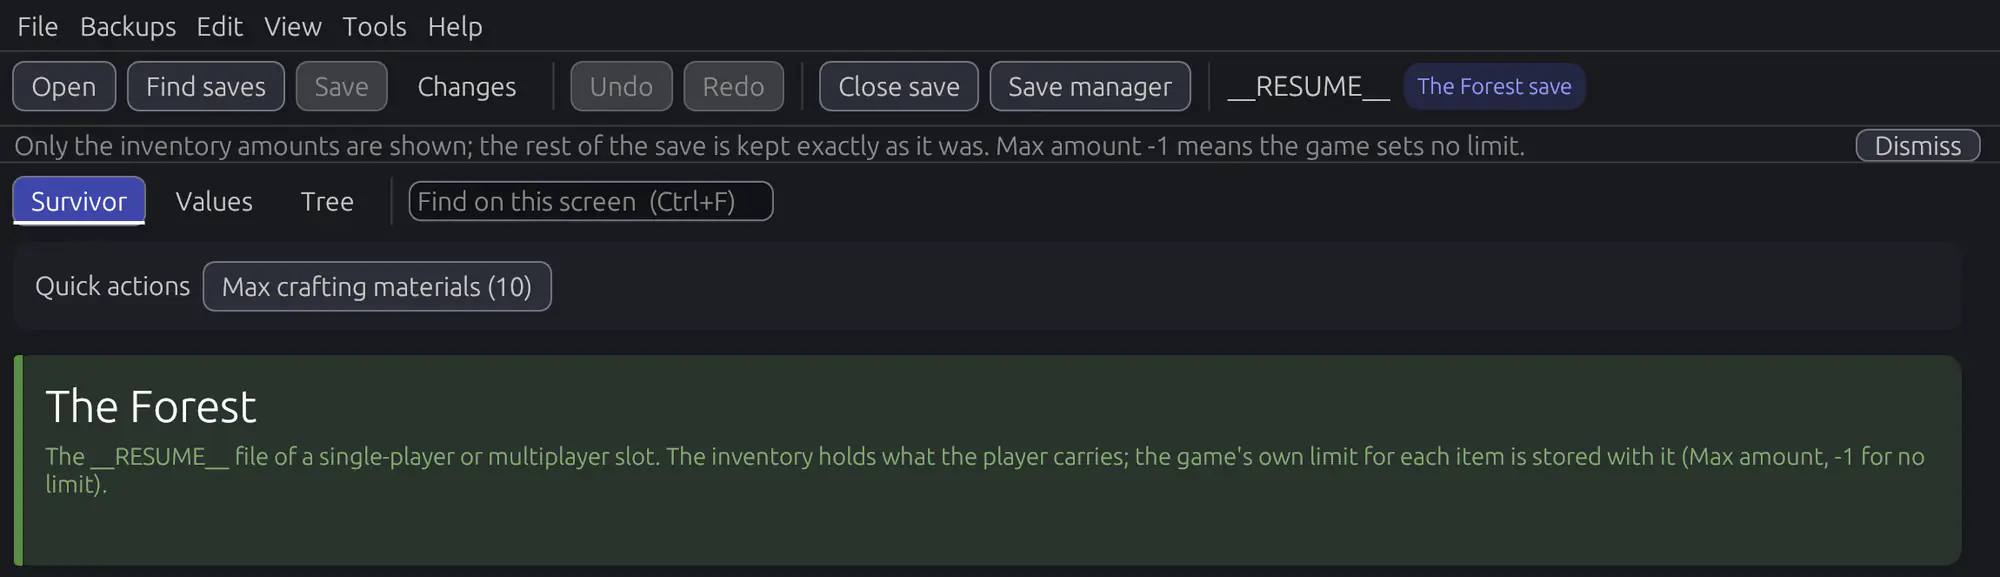 File Backups Edit View Tools Help
Open Find saves Save Changes Undo Redo Close save Save manager __RESUME__ The Forest save
Only the inventory amounts are shown; the rest of the save is kept exactly as it was. Max amount -1 means the game sets no limit. Dismiss
Survivor Values Tree Find on this screen (Ctrl+F)
Quick actions Max crafting materials (10)
The Forest
The __RESUME__ file of a single-player or multiplayer slot. The inventory holds what the player carries; the game's own limit for each item is stored with it (Max amount, -1 for no
limit).